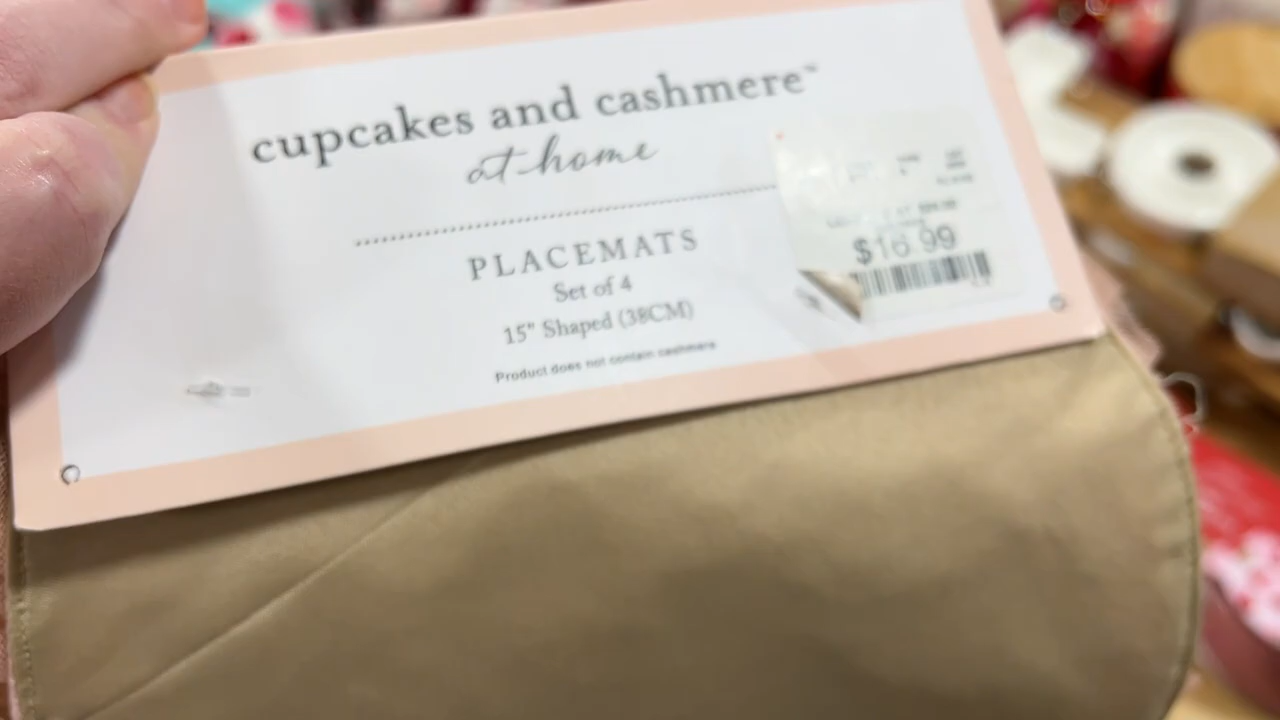 cupcakes and cashmere™
at home
PLACEMATS
Set of 4
15" Shaped (38CM)
Product does not contain cashmere
$16.99